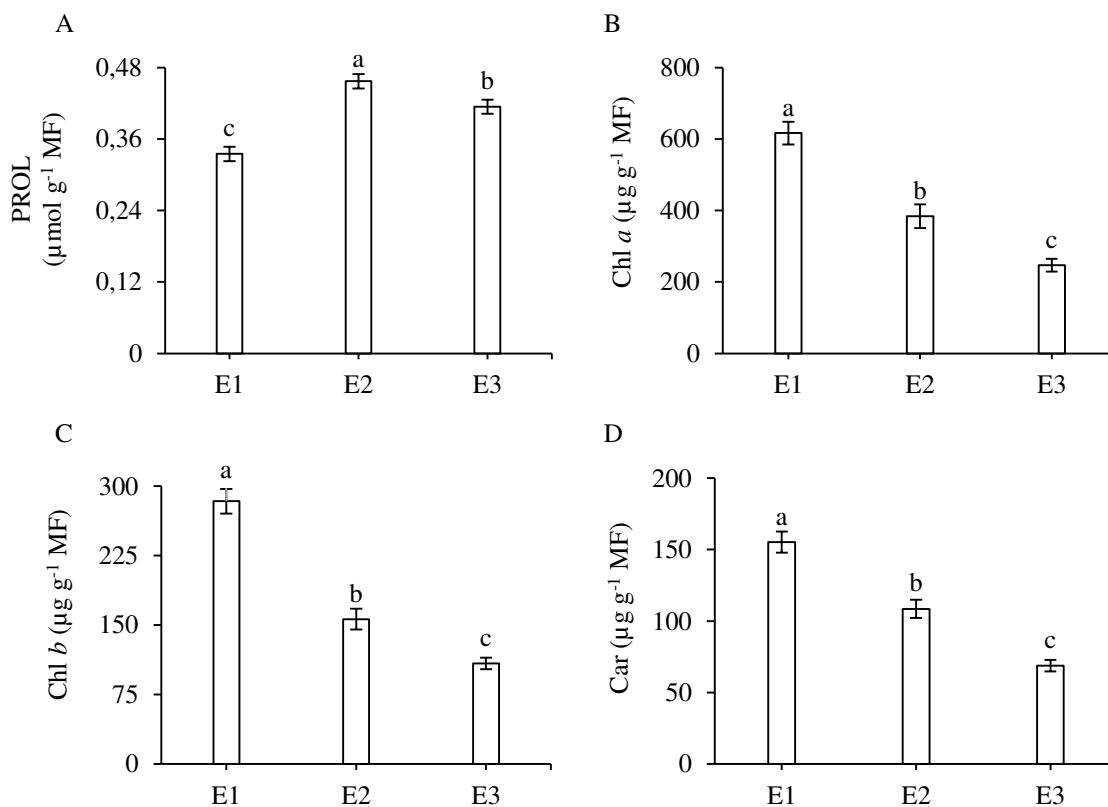 A
PROL
(µmol g⁻¹ MF)
0,48
0,36
0,24
0,12
0
c
a
b
E1 E2 E3
B
Chl a (µg g⁻¹ MF)
800
600
400
200
0
a
b
c
E1 E2 E3
C
Chl b (µg g⁻¹ MF)
300
225
150
75
0
a
b
c
E1 E2 E3
D
Car (µg g⁻¹ MF)
200
150
100
50
0
a
b
c
E1 E2 E3